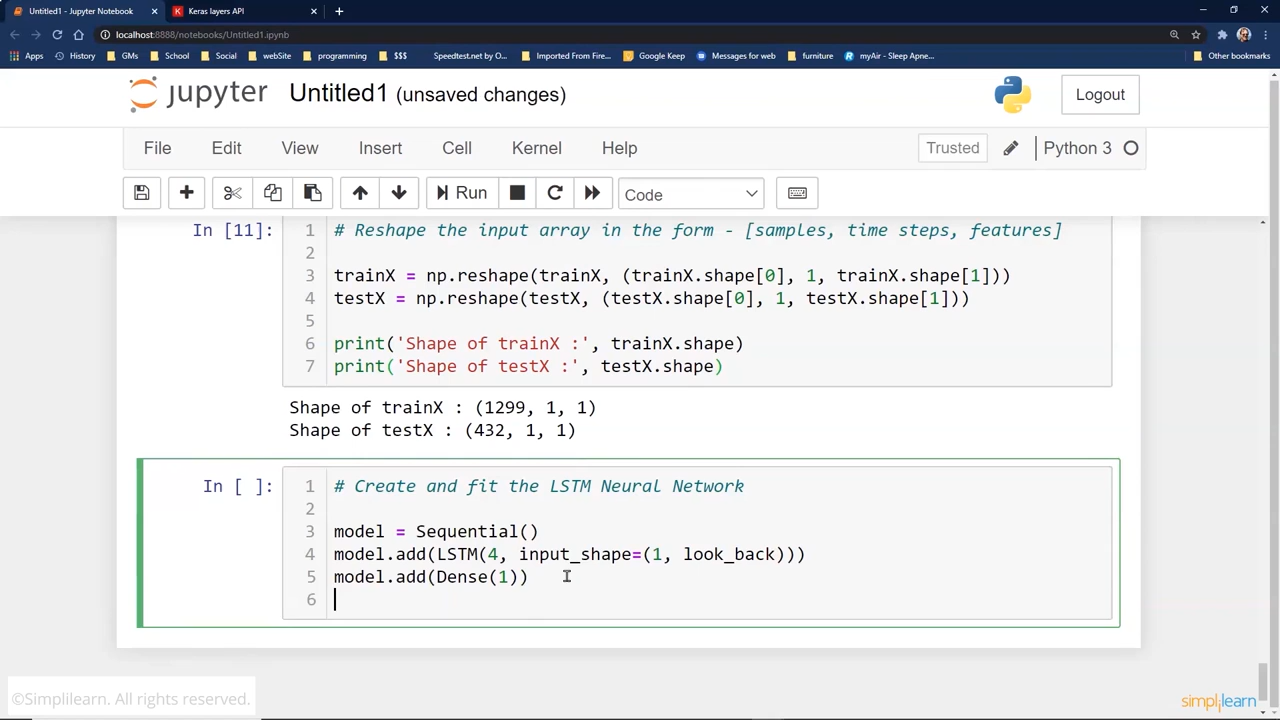 Untitled1 - Jupyter Notebook
Keras layers API
localhost:8888/notebooks/Untitled1.ipynb
Apps
History
GMs
School
Social
webSite
programming
$$$
Speedtest.net by O...
Imported From Fire...
Google Keep
Messages for web
furniture
myAir - Sleep Apne...
Other bookmarks
jupyter Untitled1 (unsaved changes)
Logout
File Edit View Insert Cell Kernel Help
Trusted
Python 3
Run
Code
In [11]:
1 # Reshape the input array in the form - [samples, time steps, features]
2
3 trainX = np.reshape(trainX, (trainX.shape[0], 1, trainX.shape[1]))
4 testX = np.reshape(testX, (testX.shape[0], 1, testX.shape[1]))
5
6 print('Shape of trainX :', trainX.shape)
7 print('Shape of testX :', testX.shape)
Shape of trainX : (1299, 1, 1)
Shape of testX : (432, 1, 1)
In [ ]:
1 # Create and fit the LSTM Neural Network
2
3 model = Sequential()
4 model.add(LSTM(4, input_shape=(1, look_back)))
5 model.add(Dense(1))
6
©Simplilearn. All rights reserved.
simplilearn